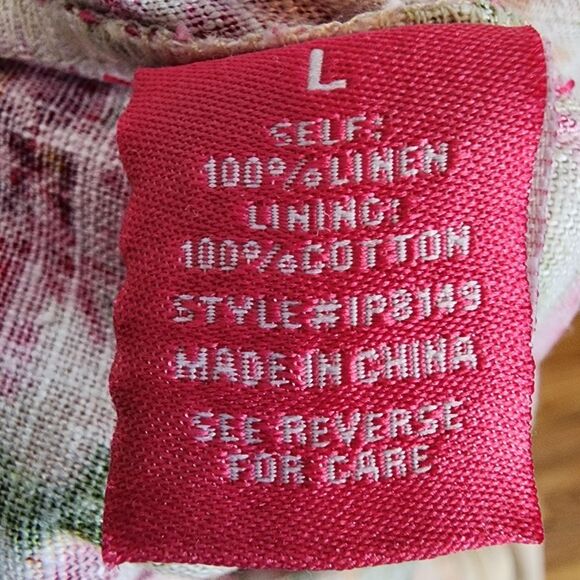 L
SELF:
100%LINEN
LINING:
100%COTTON
STYLE#IP8149
MADE IN CHINA
SEE REVERSE
FOR CARE